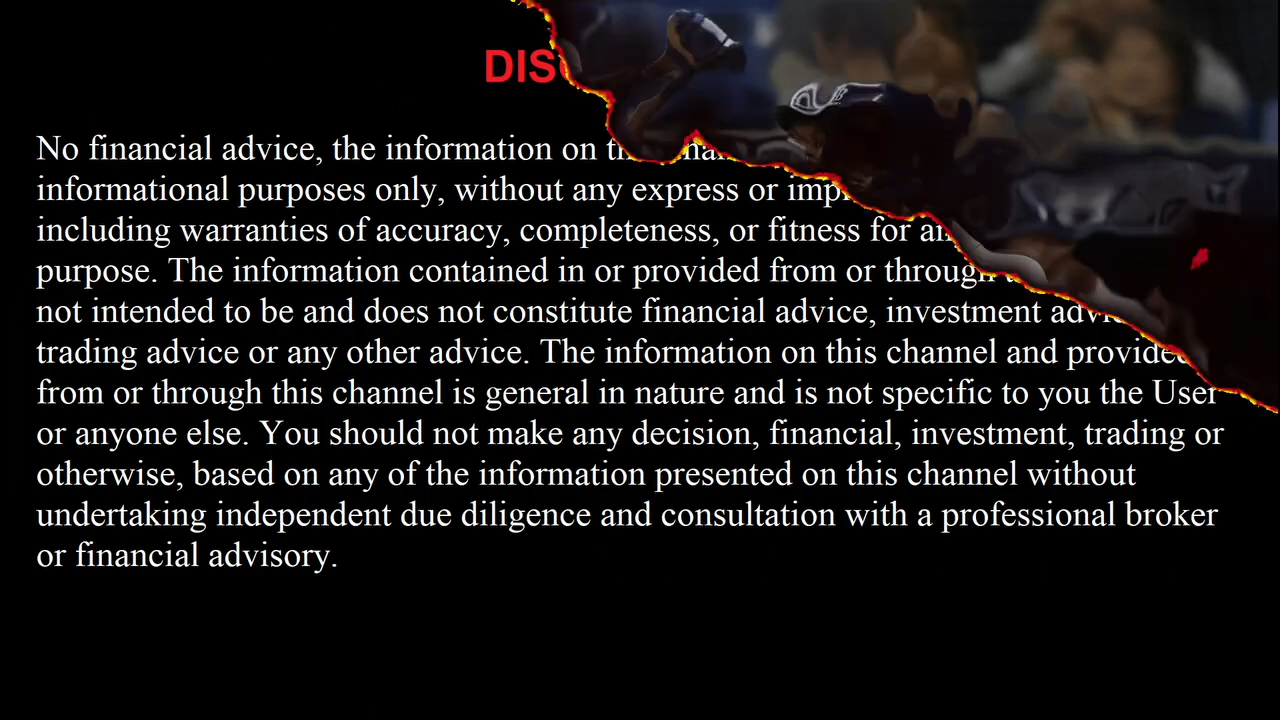 DIS
No financial advice, the information on
informational purposes only, without any express or
including warranties of accuracy, completeness, or fitness for
purpose. The information contained in or provided from or through
not intended to be and does not constitute financial advice, investment
trading advice or any other advice. The information on this channel and provided
from or through this channel is general in nature and is not specific to you the User
or anyone else. You should not make any decision, financial, investment, trading or
otherwise, based on any of the information presented on this channel without
undertaking independent due diligence and consultation with a professional broker
or financial advisory.